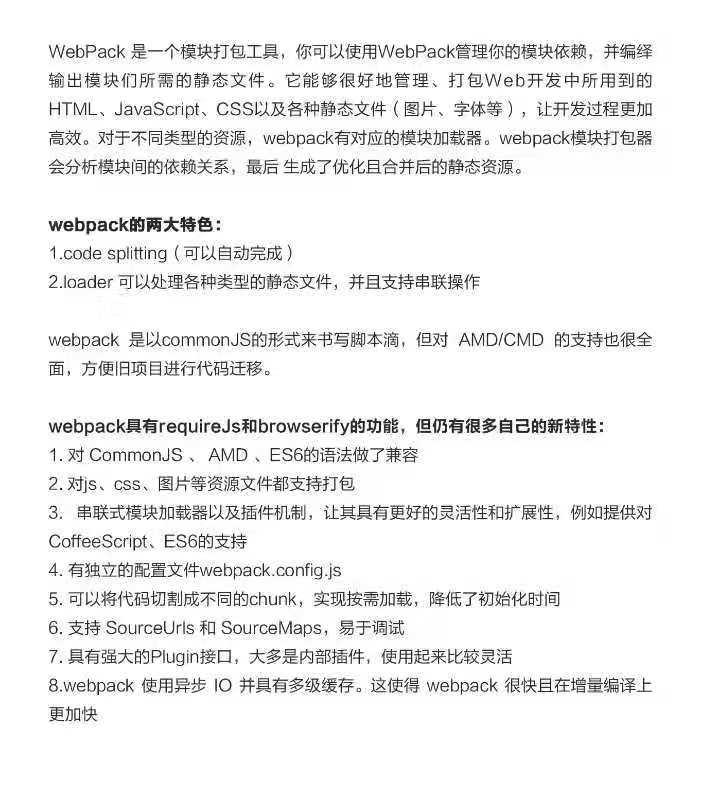 WebPack 是一个模块打包工具，你可以使用WebPack管理你的模块依赖，并编绎
输出模块们所需的静态文件。它能够很好地管理、打包Web开发中所用到的
HTML、JavaScript、CSS以及各种静态文件（图片、字体等），让开发过程更加
高效。对于不同类型的资源，webpack有对应的模块加载器。webpack模块打包器
会分析模块间的依赖关系，最后 生成了优化且合并后的静态资源。
webpack的两大特色：
1.code splitting（可以自动完成）
2.loader 可以处理各种类型的静态文件，并且支持串联操作
webpack 是以commonJS的形式来书写脚本滴，但对 AMD/CMD 的支持也很全
面，方便旧项目进行代码迁移。
webpack具有requireJs和browserify的功能，但仍有很多自己的新特性：
1. 对 CommonJS 、 AMD 、ES6的语法做了兼容
2. 对js、css、图片等资源文件都支持打包
3. 串联式模块加载器以及插件机制，让其具有更好的灵活性和扩展性，例如提供对
CoffeeScript、ES6的支持
4. 有独立的配置文件webpack.config.js
5. 可以将代码切割成不同的chunk，实现按需加载，降低了初始化时间
6. 支持 SourceUrls 和 SourceMaps，易于调试
7. 具有强大的Plugin接口，大多是内部插件，使用起来比较灵活
8.webpack 使用异步 IO 并具有多级缓存。这使得 webpack 很快且在增量编译上
更加快